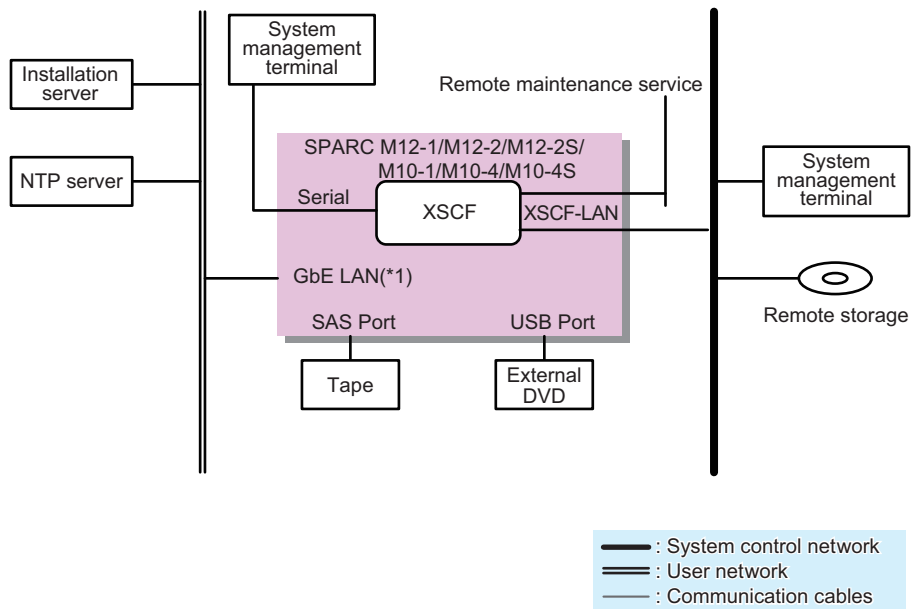 System
management
terminal
Installation
server
Remote maintenance service
SPARC M12-1/M12-2/M12-2S/
M10-1/M10-4/M10-4S
NTP server
Serial
XSCF
XSCF-LAN
System
management
terminal
GbE LAN(*1)
Remote storage
SAS Port
USB Port
Tape
External
DVD
: System control network
: User network
: Communication cables